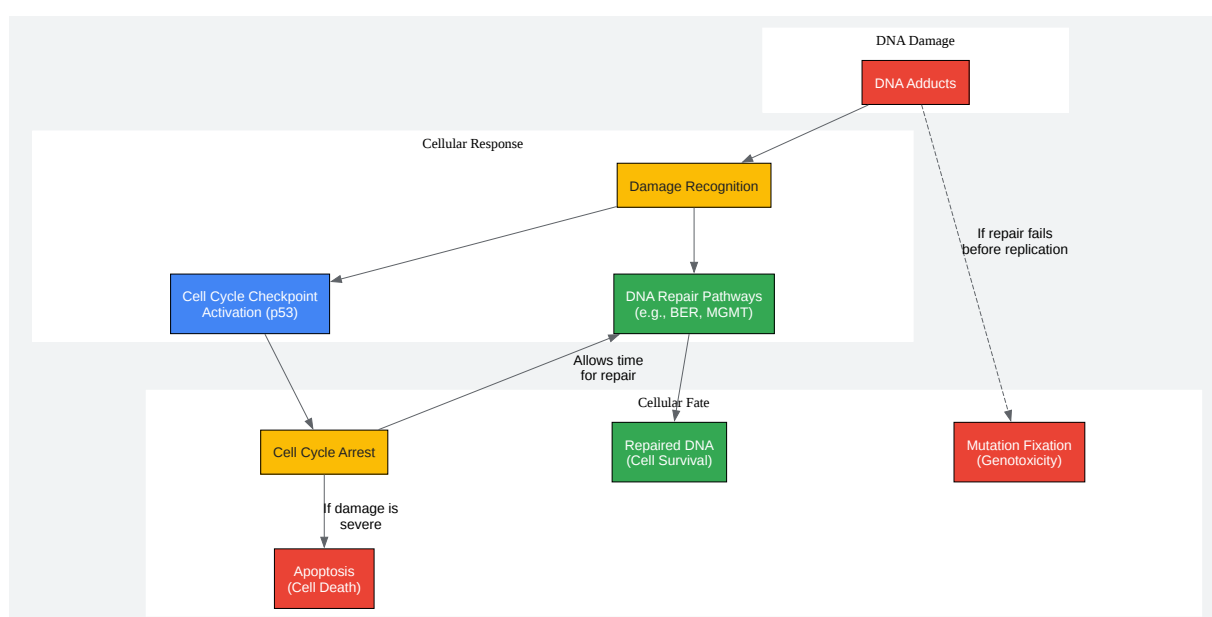 DNA Damage
DNA Adducts
Cellular Response
Damage Recognition
If repair fails
before replication
Cell Cycle Checkpoint
Activation (p53)
DNA Repair Pathways
(e.g., BER, MGMT)
Allows time
for repair
Cellular Fate
Cell Cycle Arrest
Repaired DNA
(Cell Survival)
Mutation Fixation
(Genotoxicity)
If damage is
severe
Apoptosis
(Cell Death)